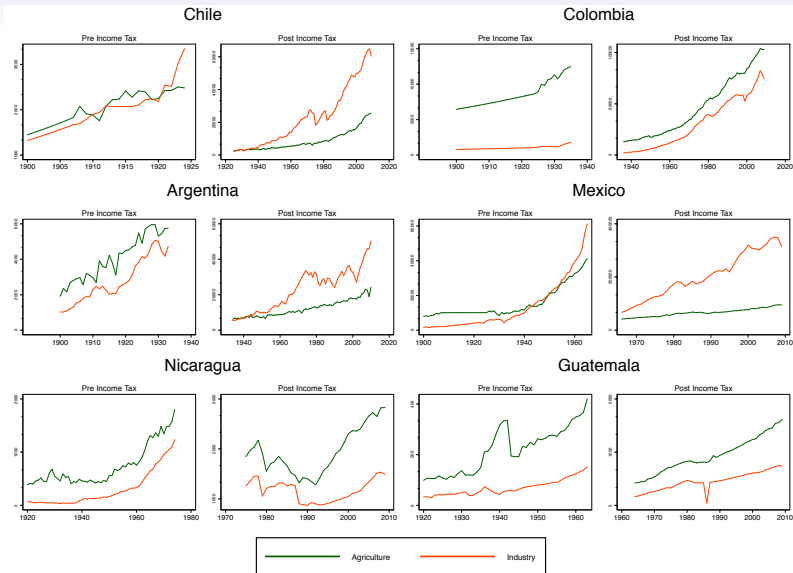 Chile
Pre Income Tax
1900 1905 1910 1915 1920 1925
Post Income Tax
1920 1940 1960 1980 2000 2020
Colombia
Pre Income Tax
1900 1910 1920 1930 1940
Post Income Tax
1940 1960 1980 2000 2020
Argentina
Pre Income Tax
1900 1910 1920 1930 1940
Post Income Tax
1940 1960 1980 2000 2020
Mexico
Pre Income Tax
1900 1920 1940 1960
Post Income Tax
1970 1980 1990 2000 2010
Nicaragua
Pre Income Tax
1920 1940 1960 1980
Post Income Tax
1970 1980 1990 2000 2010
Guatemala
Pre Income Tax
1920 1930 1940 1950 1960
Post Income Tax
1960 1970 1980 1990 2000 2010
Agriculture Industry